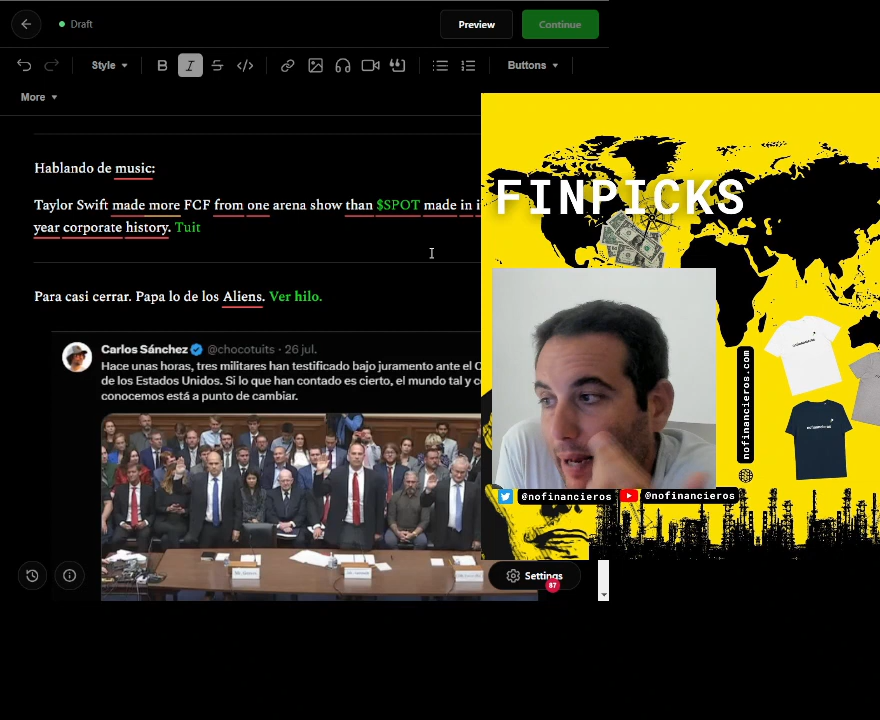 Draft
Preview
Continue
Style
Buttons
More
FINPICKS
Hablando de music:
Taylor Swift made more FCF from one arena show than $SPOT made in i
year corporate history. Tuit
Para casi cerrar. Papa lo de los Aliens. Ver hilo.
Carlos Sánchez @chocotuits · 26 jul.
Hace unas horas, tres militares han testificado bajo juramento ante el C
de los Estados Unidos. Si lo que han contado es cierto, el mundo tal y c
conocemos está a punto de cambiar.
nofinancieros.com
@nofinancieros
@nofinancieros
Settings
87